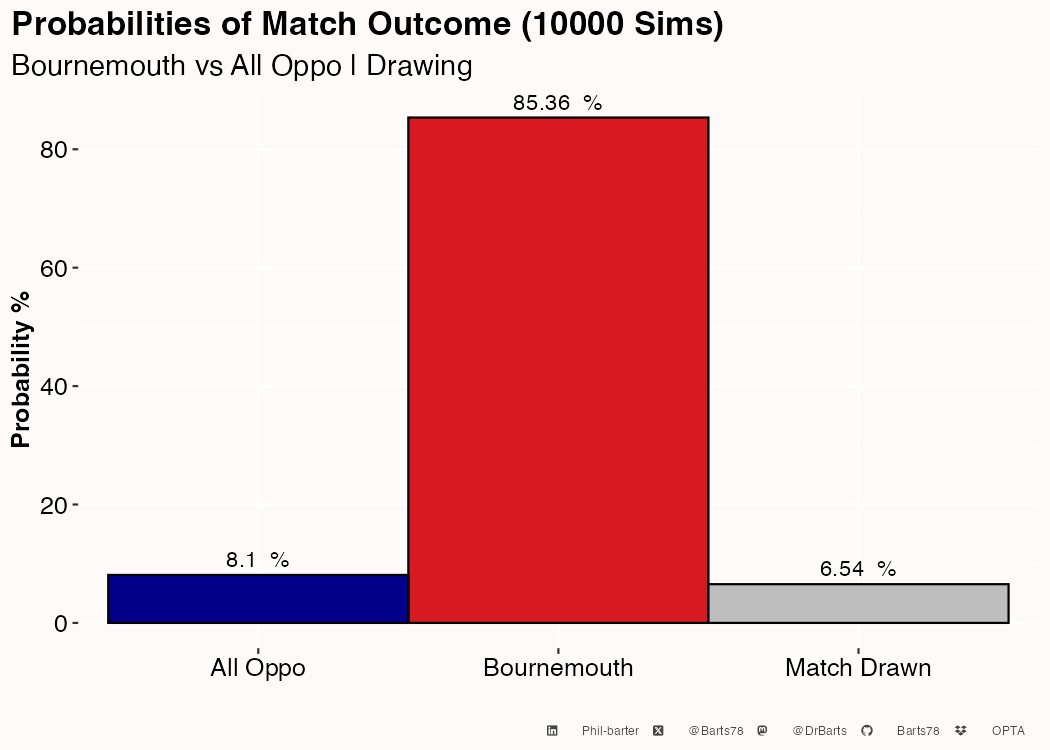 Probabilities of Match Outcome (10000 Sims)
Bournemouth vs All Oppo | Drawing
85.36 %
80
60
Probability %
40
20
8.1 %
6.54 %
0
All Oppo Bournemouth Match Drawn
Phil-barter @Barts78 @DrBarts Barts78 OPTA